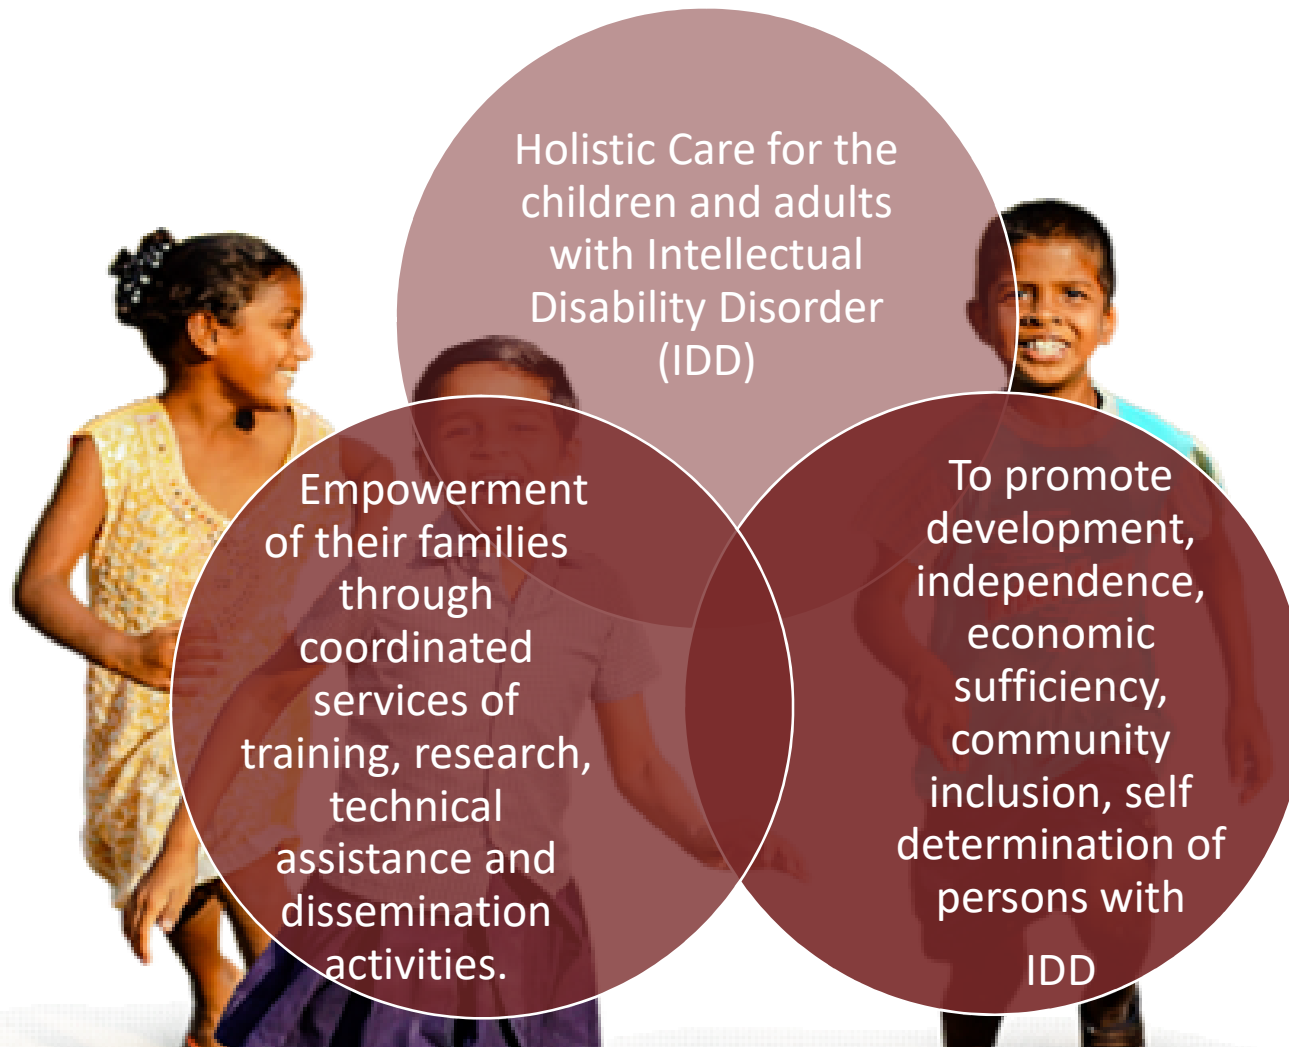 Holistic Care for the
children and adults
with Intellectual
Disability Disorder
(IDD)
Empowerment
of their families
through
coordinated
services of
training, research,
technical
assistance and
dissemination
activities.
To promote
development,
independence,
economic
sufficiency,
community
inclusion, self
determination of
persons with
IDD